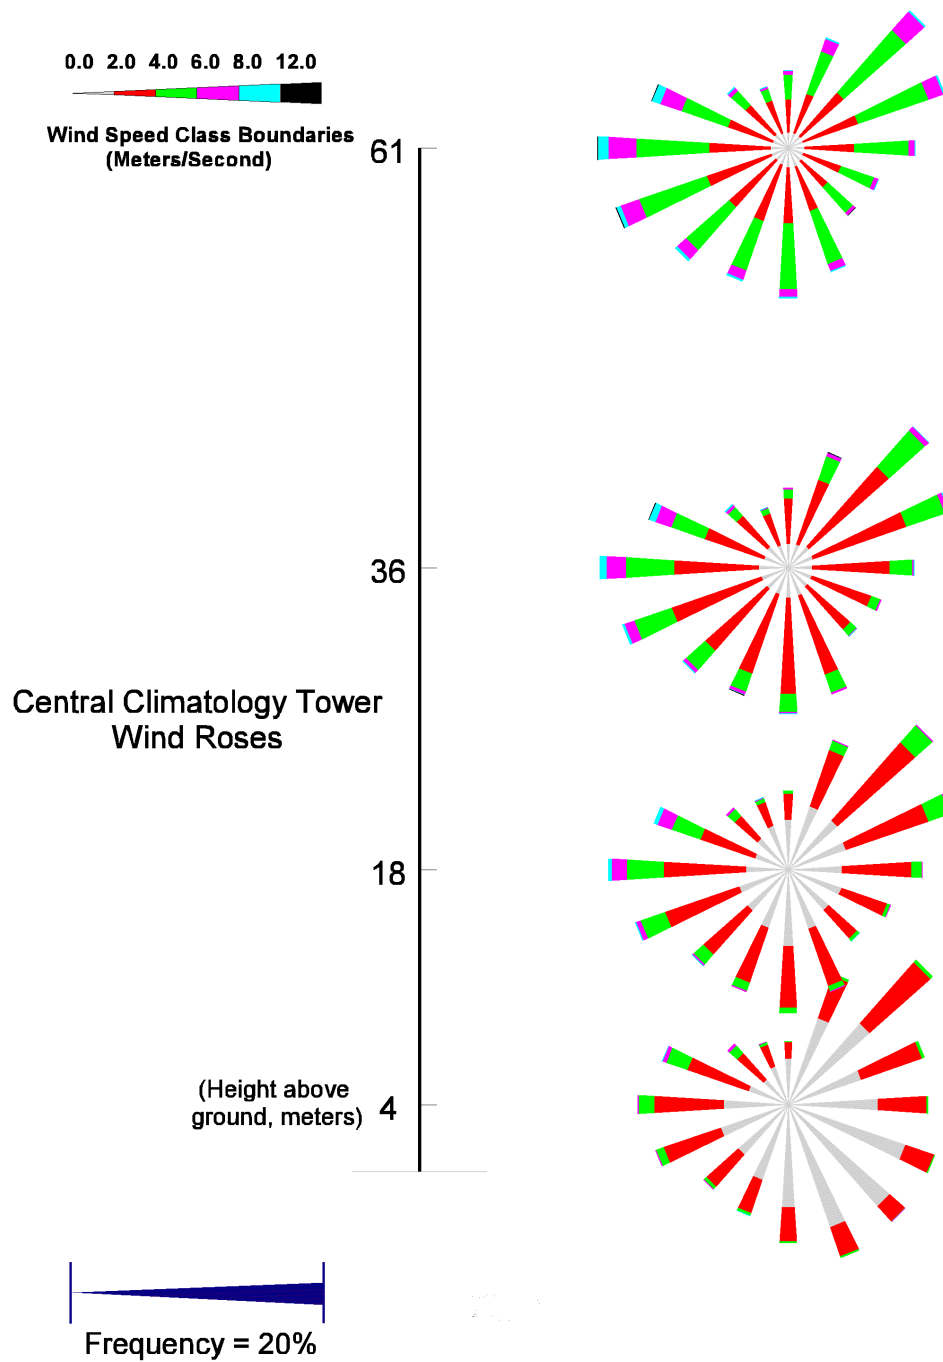 0.0 2.0 4.0 6.0 8.0 12.0
Wind Speed Class Boundaries
(Meters/Second)
61
36
Central Climatology Tower
Wind Roses
18
(Height above
ground, meters)
4
Frequency = 20%